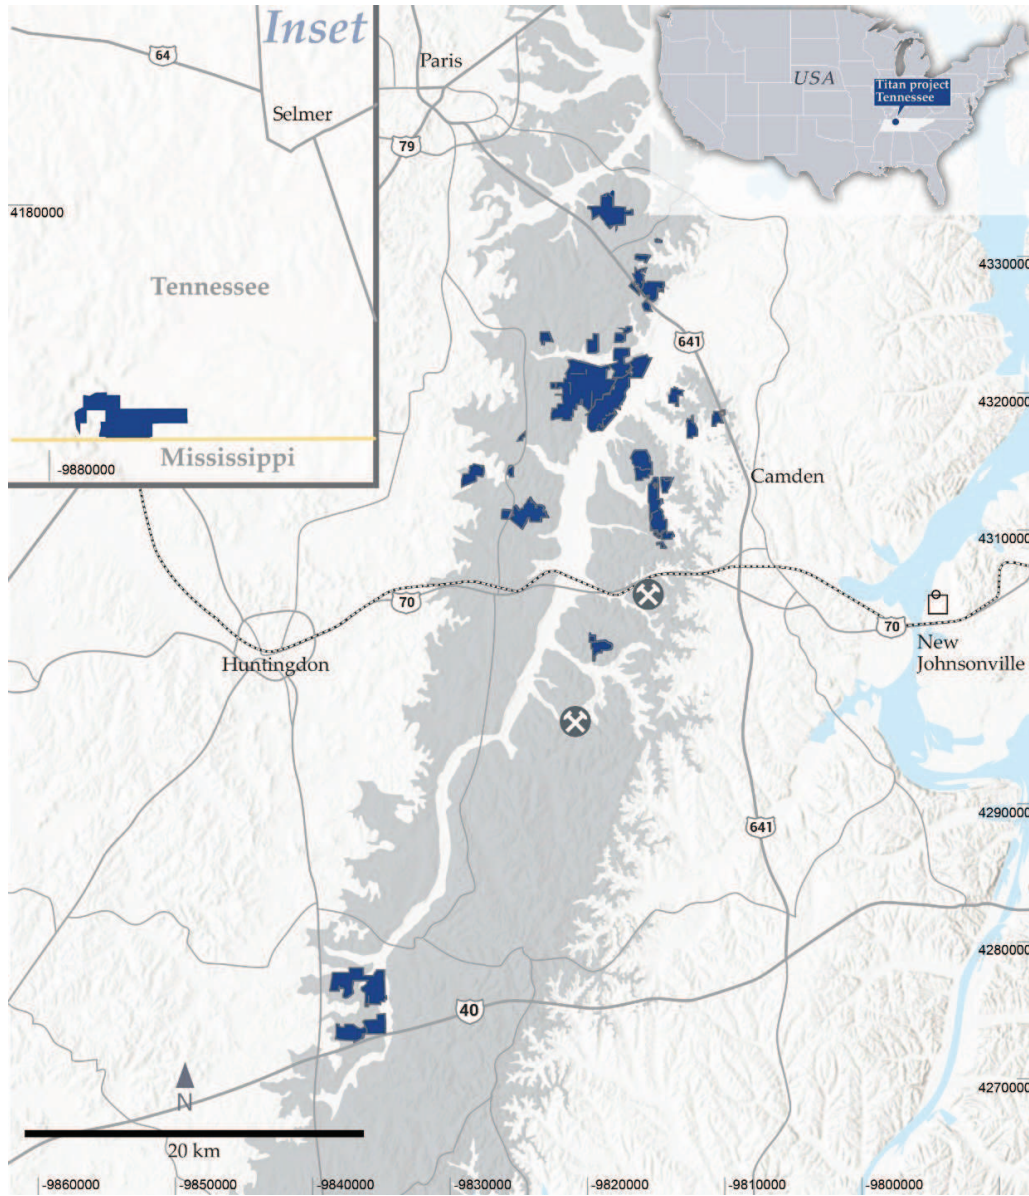 Inset
64
Selmer
4180000
Tennessee
Mississippi
-9880000
Paris
79
USA
Titan project
Tennessee
4330000
641
4320000
Camden
4310000
70
70
Huntingdon
New
Johnsonville
4290000
641
4280000
40
4270000
N
20 km
-9860000
-9850000
-9840000
-9830000
-9820000
-9810000
-9800000